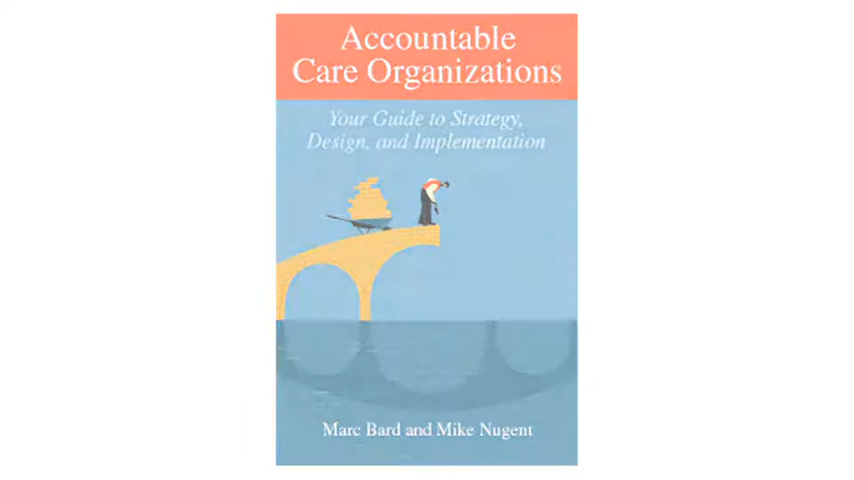 Accountable
Care Organizations
Your Guide to Strategy,
Design, and Implementation
Marc Bard and Mike Nugent